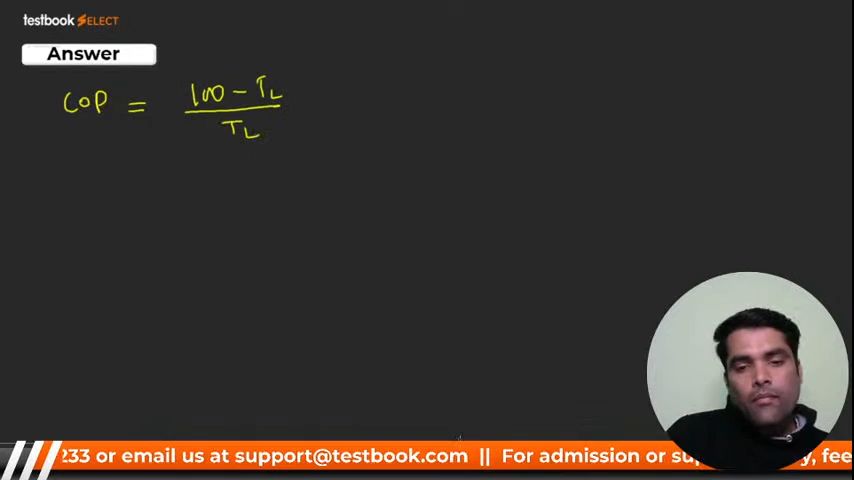 testbook SELECT
Answer
COP = 100 - TL
TL
233 or email us at support@testbook.com || For admission or su y, fee